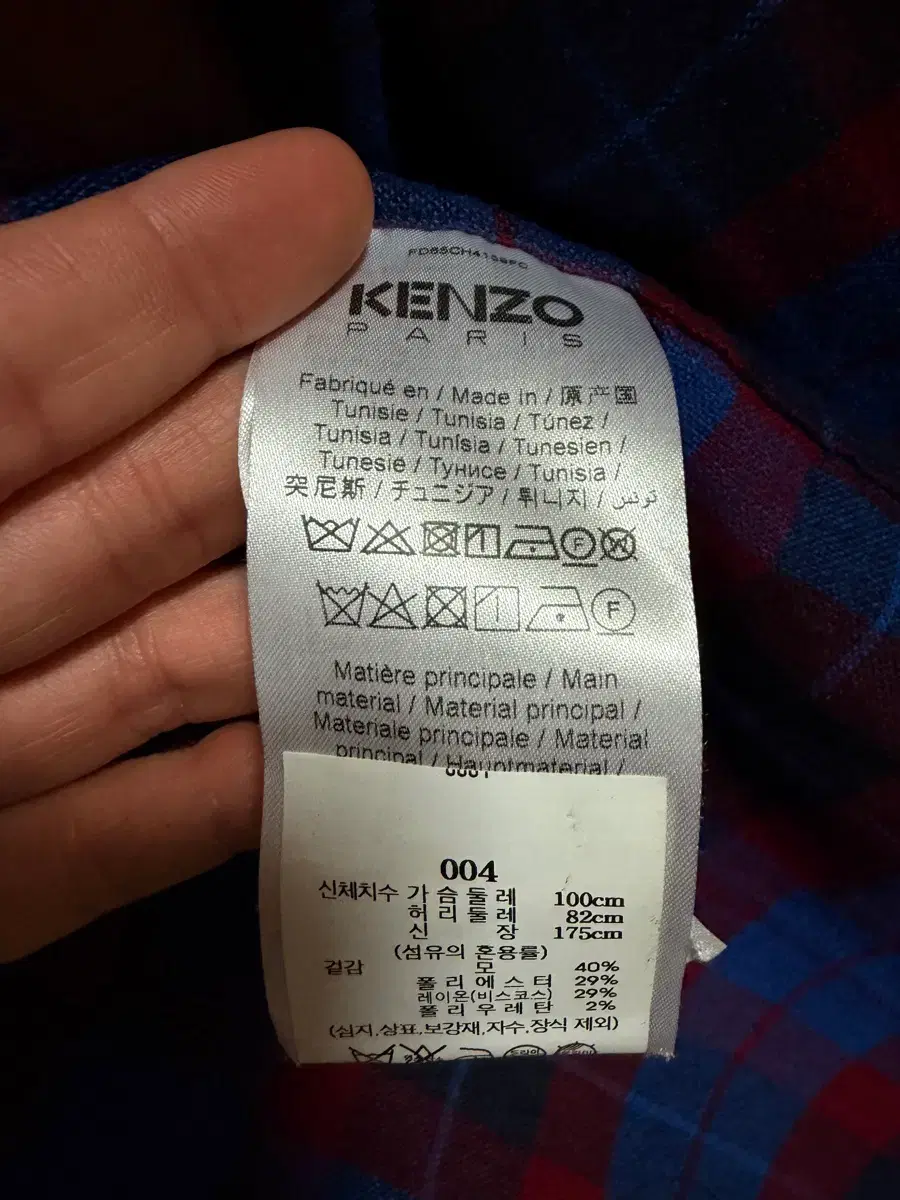 KENZO
PARIS
Fabriqué en / Made in / 原产国
Tunisie / Tunisia / Túnez /
Tunísia / Tunísia / Tunesien /
Tunesië / Тунисе / Tunisia /
突尼斯 / チュニジア / 튀니지 / تونس
F W
F
Matière principale / Main
material / Material principal /
Materiale principale / Material
principal / Hauptmaterial /
004
신체치수 가슴둘레 100cm
허리둘레 82cm
신장 175cm
(섬유의 혼용률)
겉감 모 40%
폴리에스터 29%
레이온(비스코스) 29%
폴리우레탄 2%
(심지,상표,보강재,자수,장식 제외)